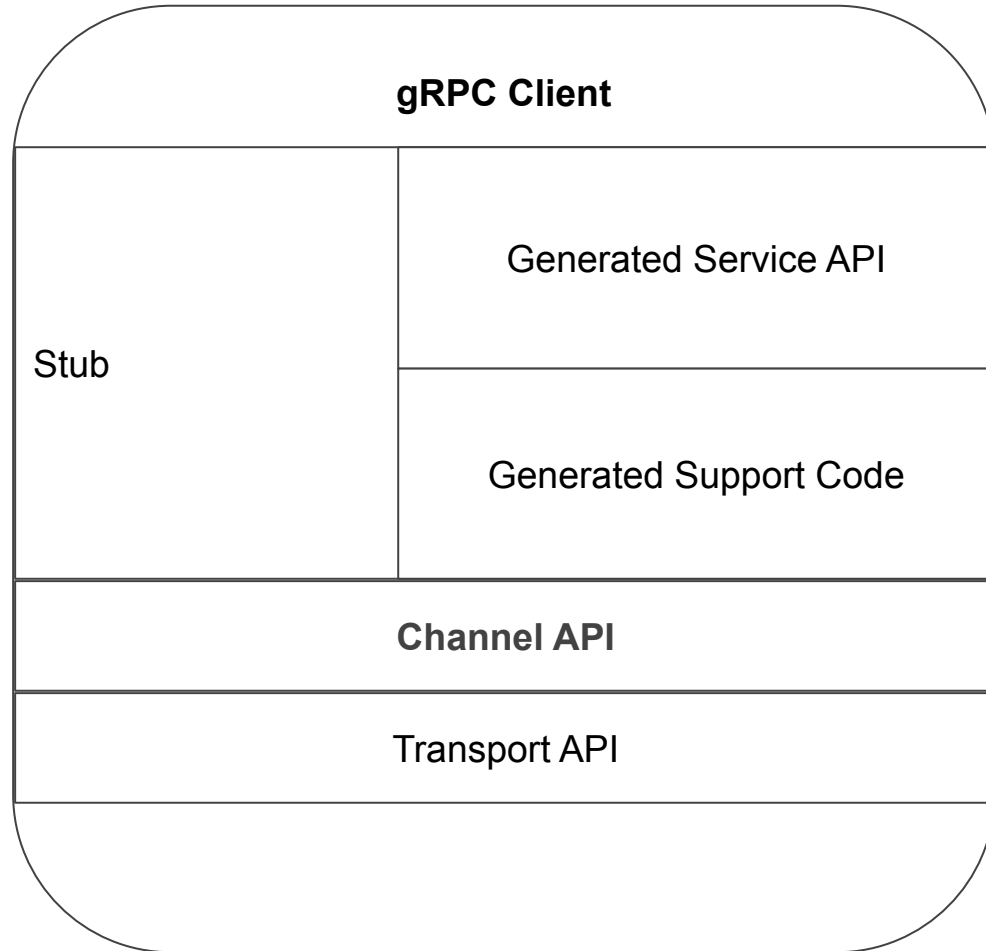 gRPC Client
Generated Service API
Stub
Generated Support Code
Channel API
Transport API